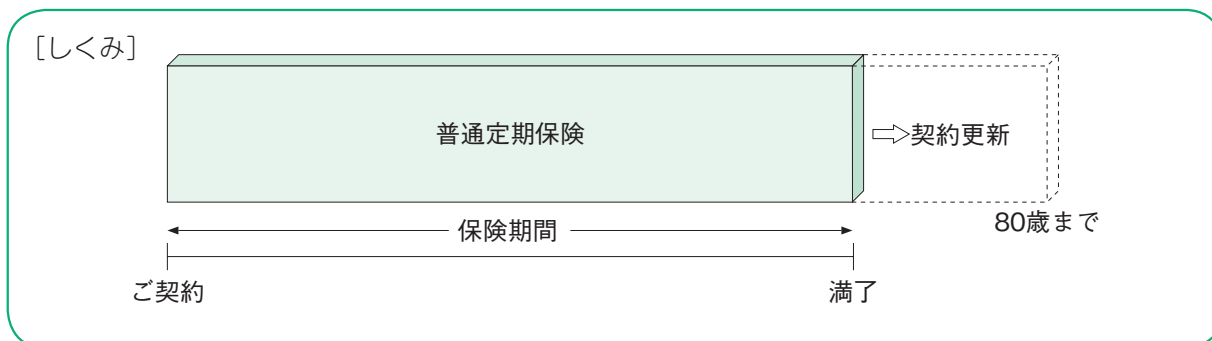 ［しくみ］
普通定期保険
⇨契約更新
80歳まで
保険期間
ご契約
満了